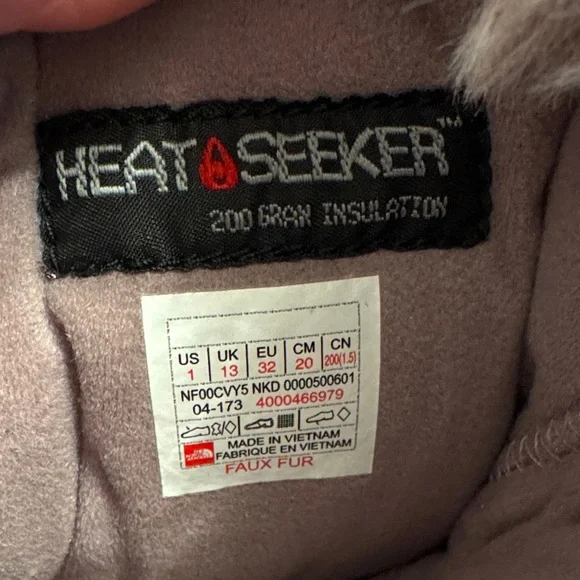 HEAT SEEKER™
200 GRAM INSULATION
US UK EU CM CN
1 13 32 20 200(1.5)
NF00CVY5 NKD 0000500601
04-173 4000466979
MADE IN VIETNAM
FABRIQUE EN VIETNAM
FAUX FUR